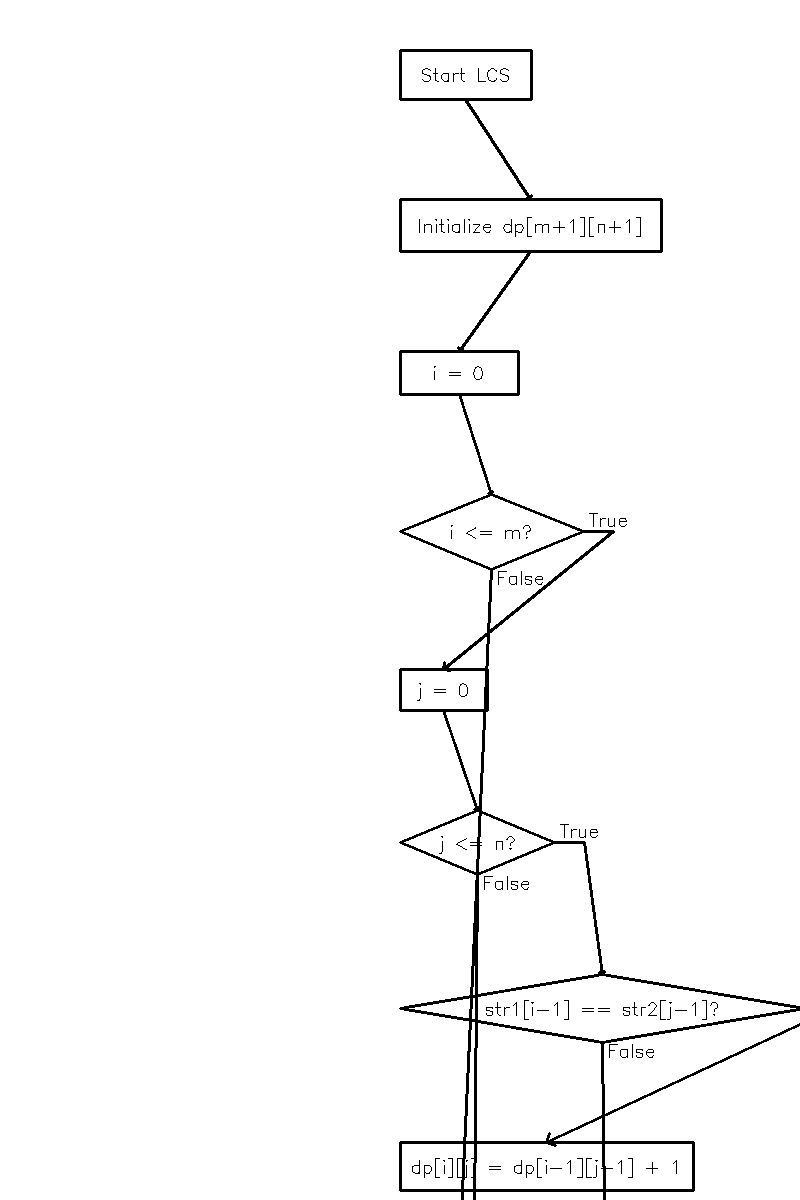 Start LCS
Initialize dp[m+1][n+1]
i = 0
i <= m?
True
False
j = 0
j <= n?
True
False
str1[i-1] == str2[j-1]?
False
dp[i][j] = dp[i-1][j-1] + 1